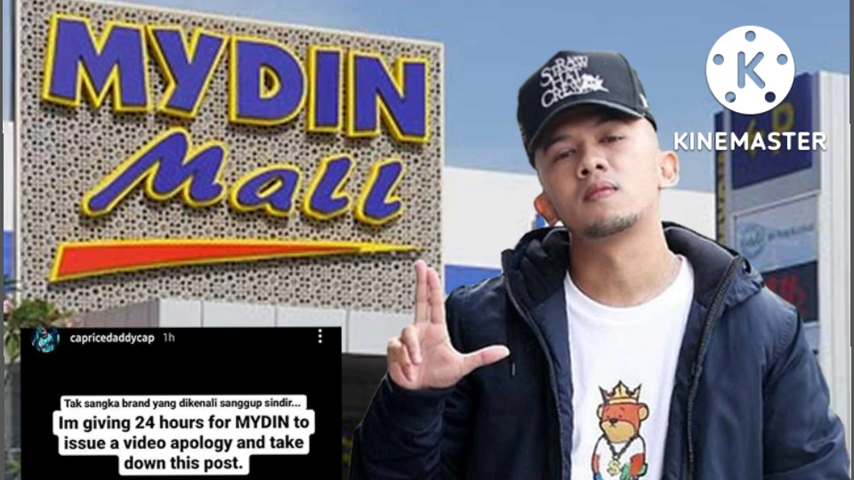 MYDIN
Mall
KINEMASTER
capricedaddycap 1h
Tak sangka brand yang dikenali sanggup sindir...
Im giving 24 hours for MYDIN to
issue a video apology and take
down this post.